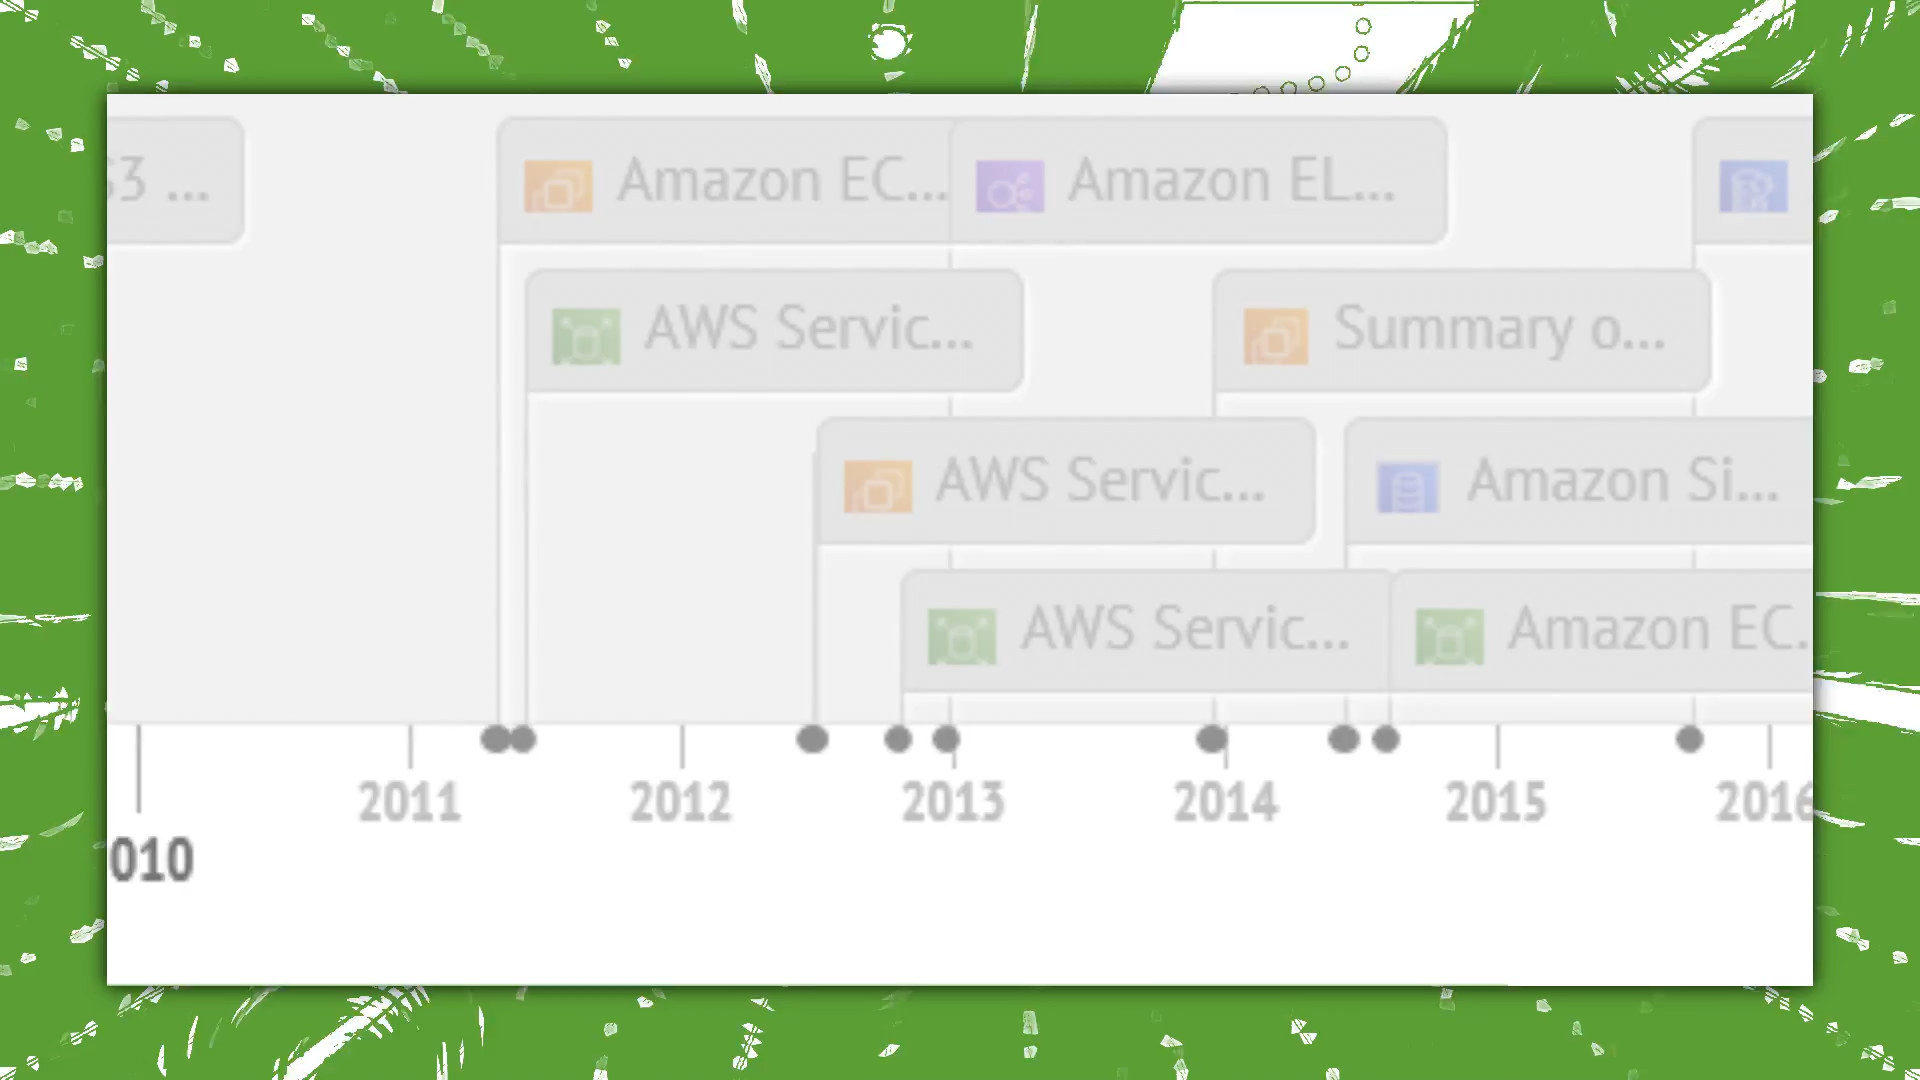 S3 ...
Amazon EC...
Amazon EL...
AWS Servic...
Summary o...
AWS Servic...
Amazon Si...
AWS Servic...
Amazon EC.
2011 2012 2013 2014 2015 2016
010